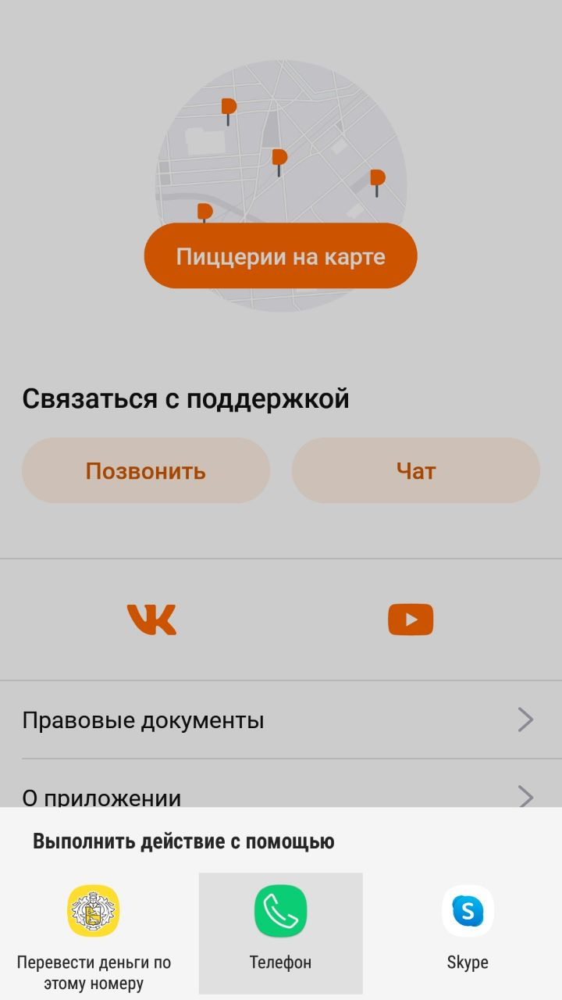 Пиццерии на карте
Связаться с поддержкой
Позвонить
Чат
Правовые документы
О приложении
Выполнить действие с помощью
Перевести деньги по
этому номеру
Телефон
S
Skype